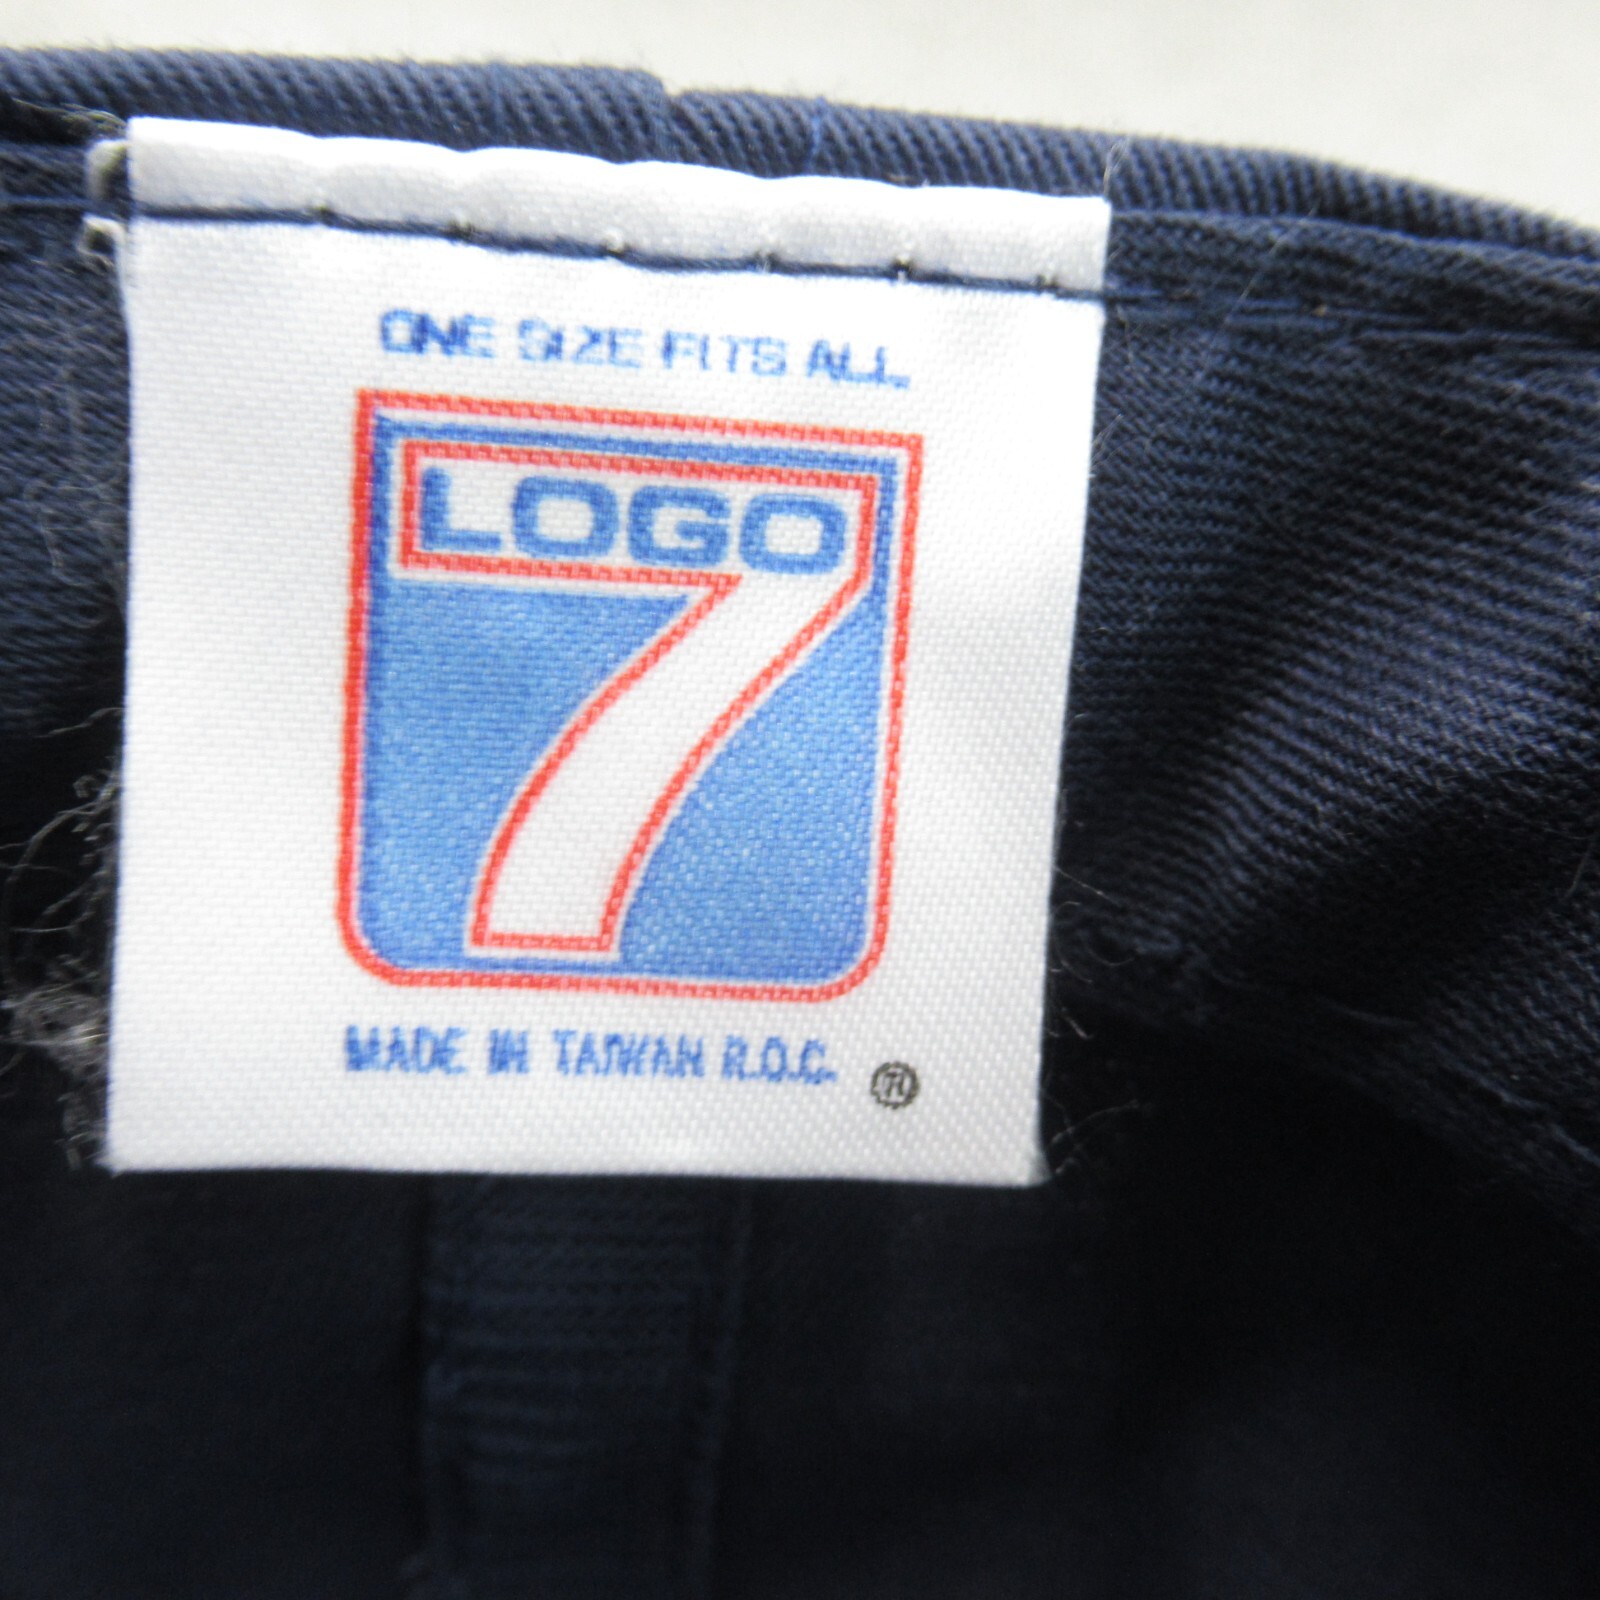 ONE SIZE FITS ALL
LOGO
7
MADE IN TAIWAN R.O.C. ®